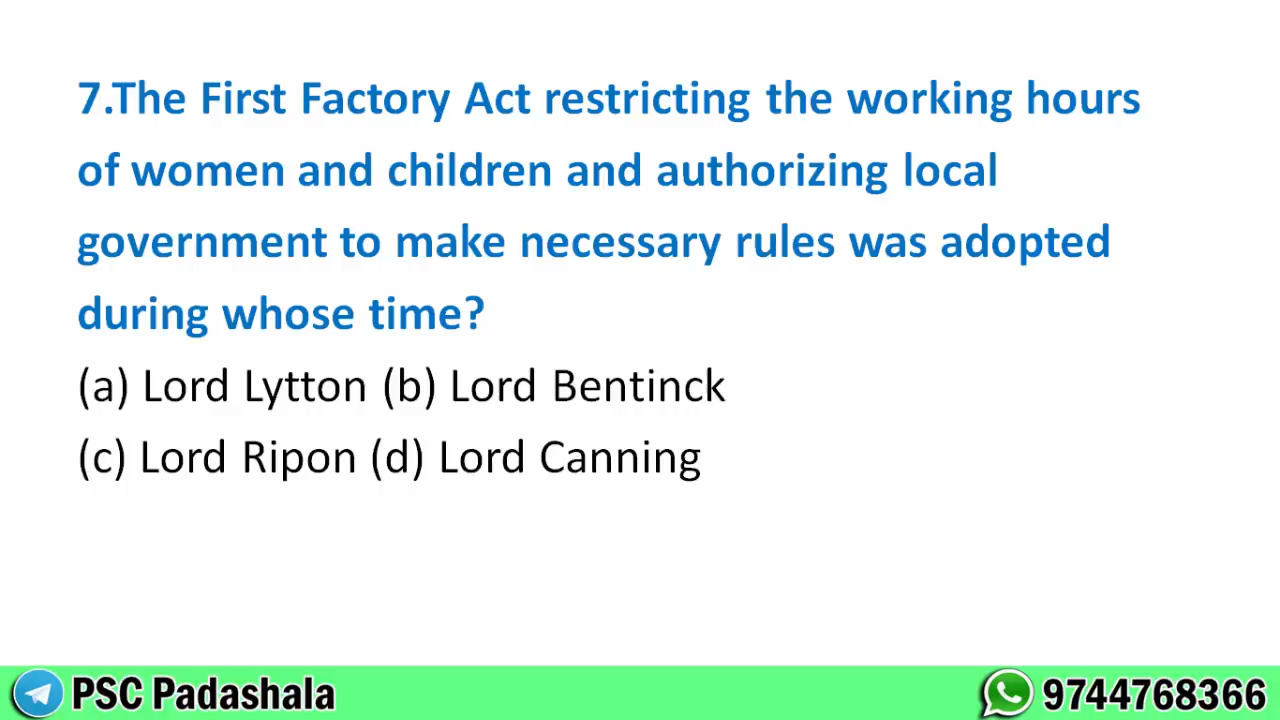 7.The First Factory Act restricting the working hours
of women and children and authorizing local
government to make necessary rules was adopted
during whose time?
(a) Lord Lytton (b) Lord Bentinck
(c) Lord Ripon (d) Lord Canning
PSC Padashala
9744768366